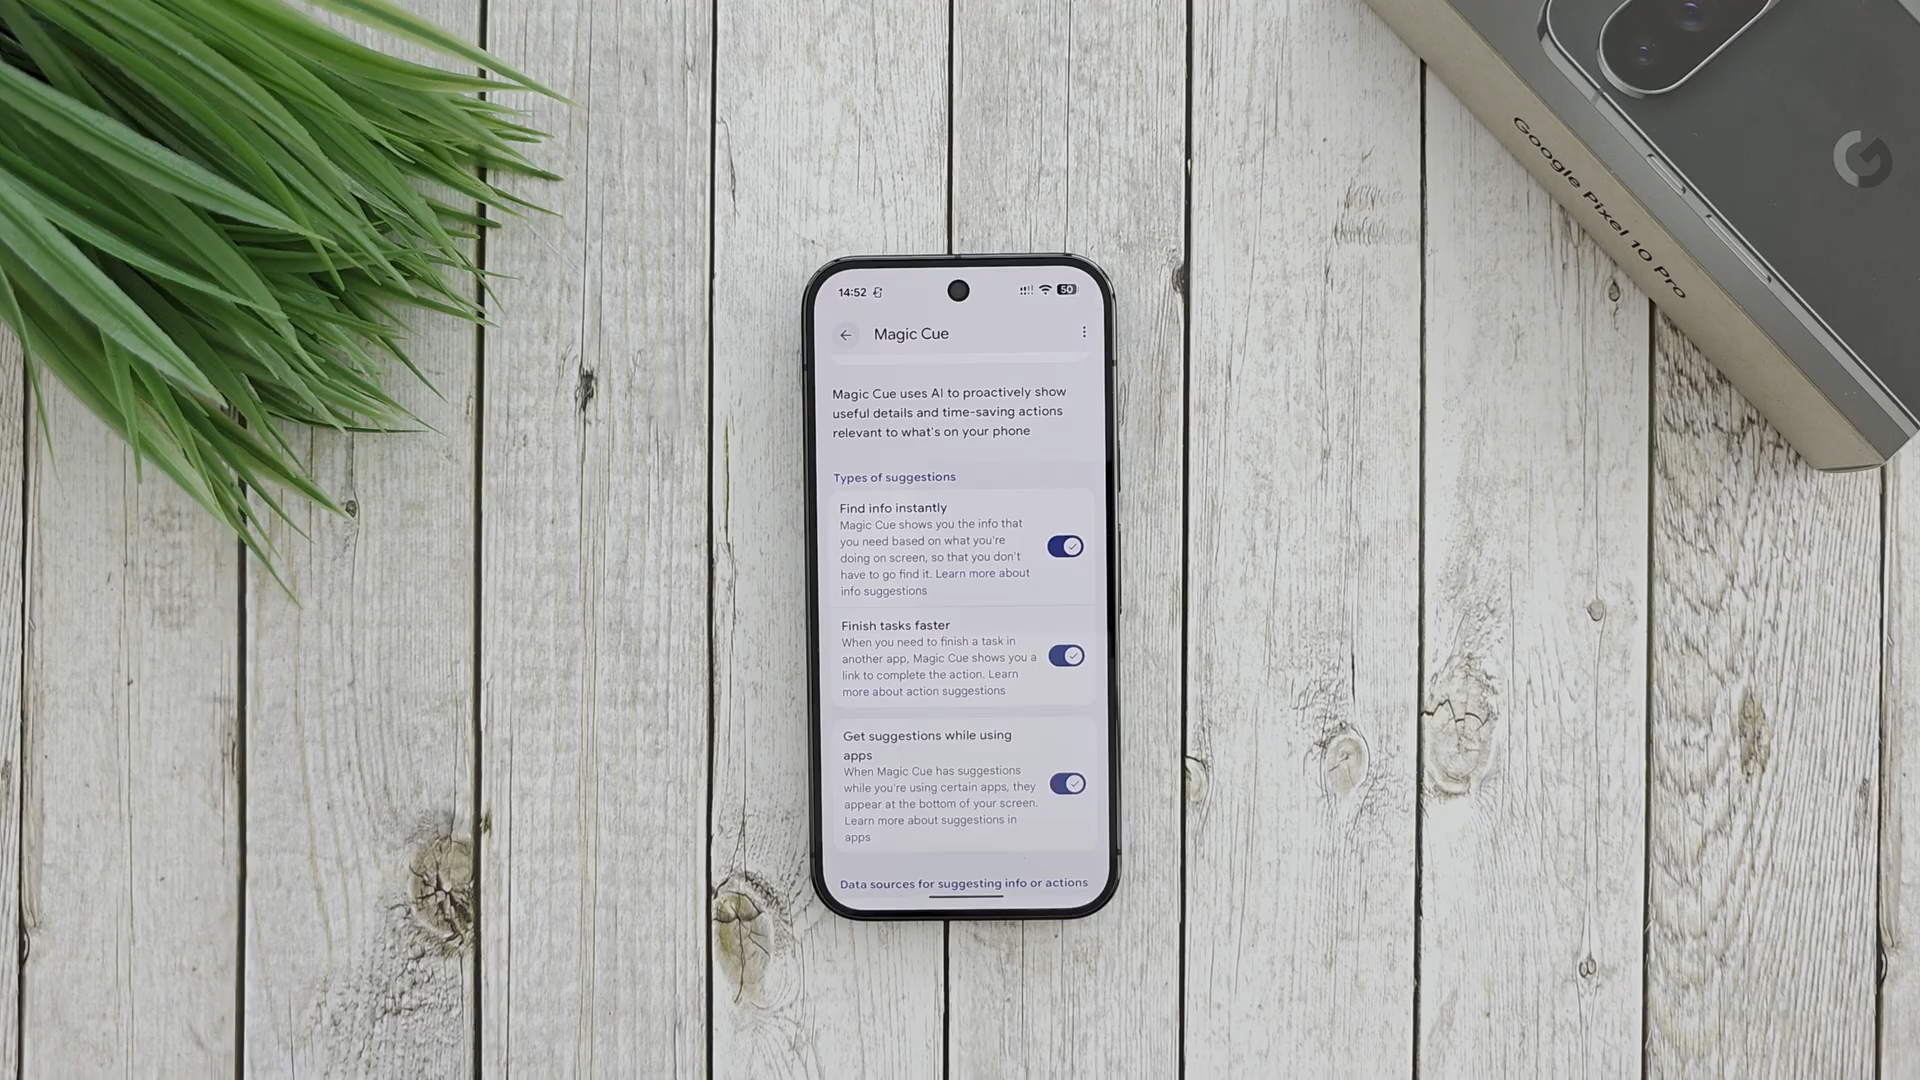 Google Pixel 10 Pro
14:52
50
Magic Cue
Magic Cue uses AI to proactively show
useful details and time-saving actions
relevant to what's on your phone
Types of suggestions
Find info instantly
Magic Cue shows you the info that
you need based on what you're
doing on screen, so that you don't
have to go find it. Learn more about
info suggestions
Finish tasks faster
When you need to finish a task in
another app, Magic Cue shows you a
link to complete the action. Learn
more about action suggestions
Get suggestions while using
apps
When Magic Cue has suggestions
while you're using certain apps, they
appear at the bottom of your screen.
Learn more about suggestions in
apps
Data sources for suggesting info or actions